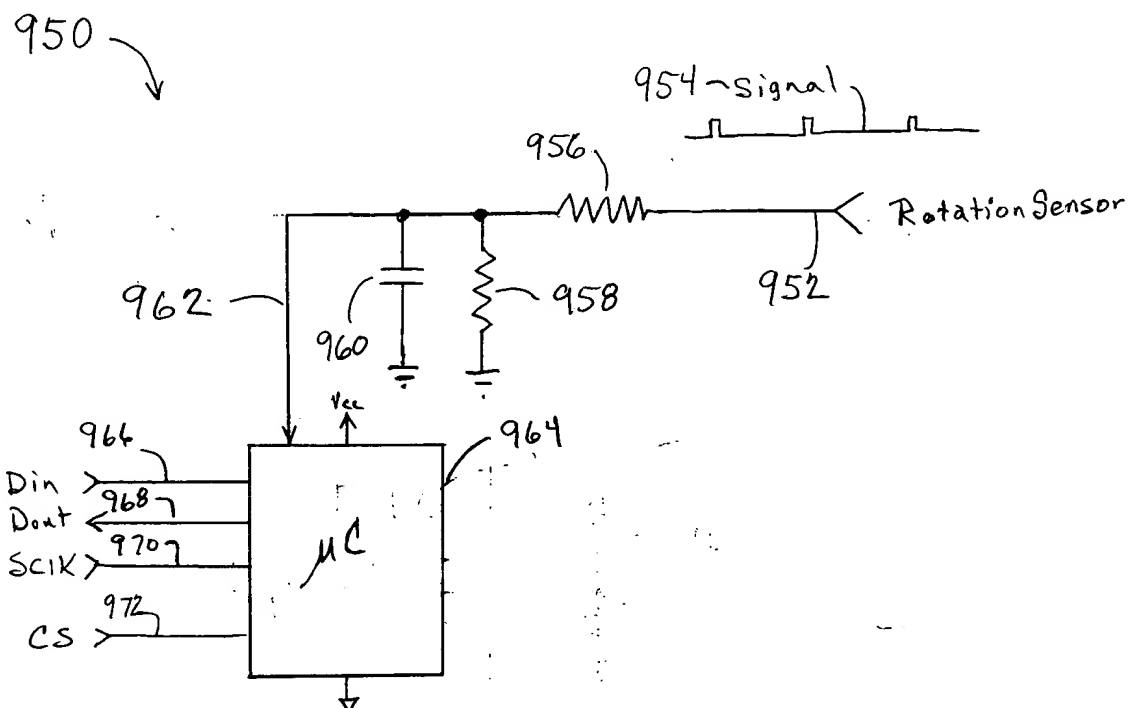 950
954 ~ Signal
956
Rotation Sensor
952
962
960
958
Vcc
964
966
Din
968
Dout
970
SClK
972
CS
μC